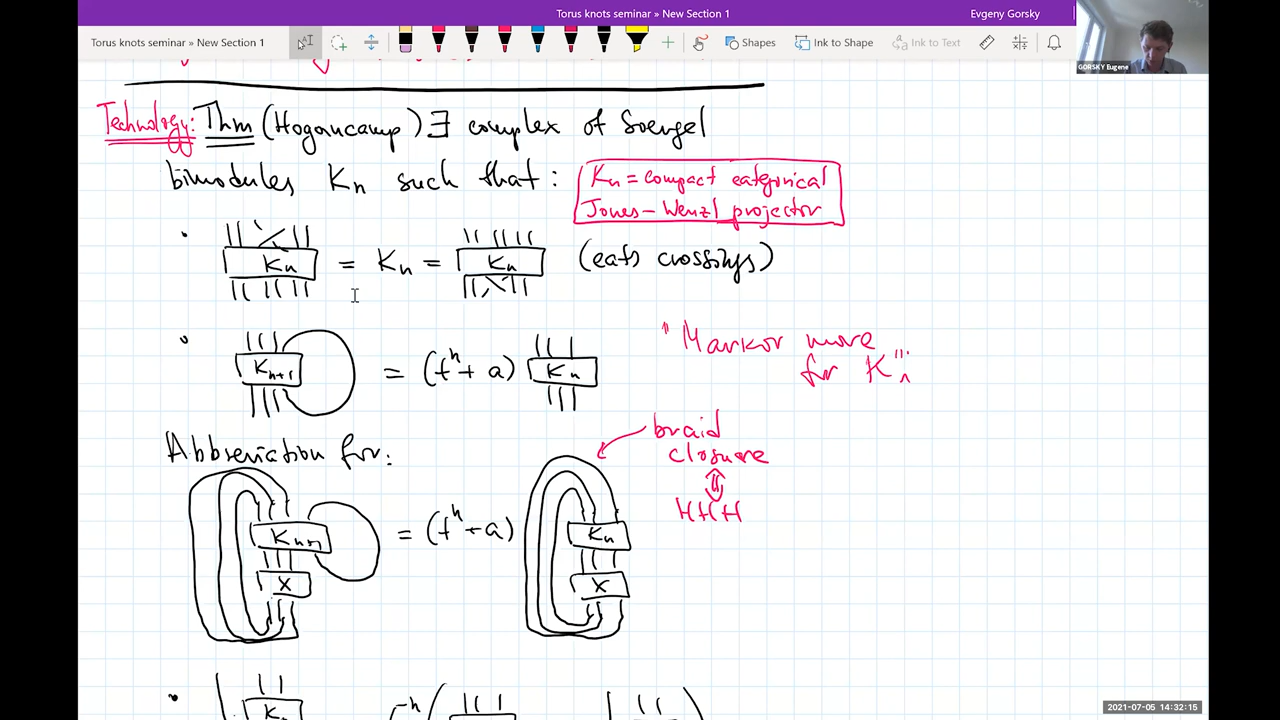 Torus knots seminar » New Section 1
Evgeny Gorsky
Torus knots seminar » New Section 1
Shapes
Ink to Shape
Ink to Text
GORSKY Eugene
Technology: Thm (Hogancamp) ∃ complex of Soergel
bimodules Kn such that:
Kn = compact categorical
Jones-Wenzl projector
Kn = Kn = Kn (eats crossings)
Kn+1 = (t^n + a) Kn
"Markov move
for Kn":
Abbreviation for:
braid
closure
HHH
Kn+1 = (t^n + a) Kn
X X
Kn
2021-07-05 14:32:15